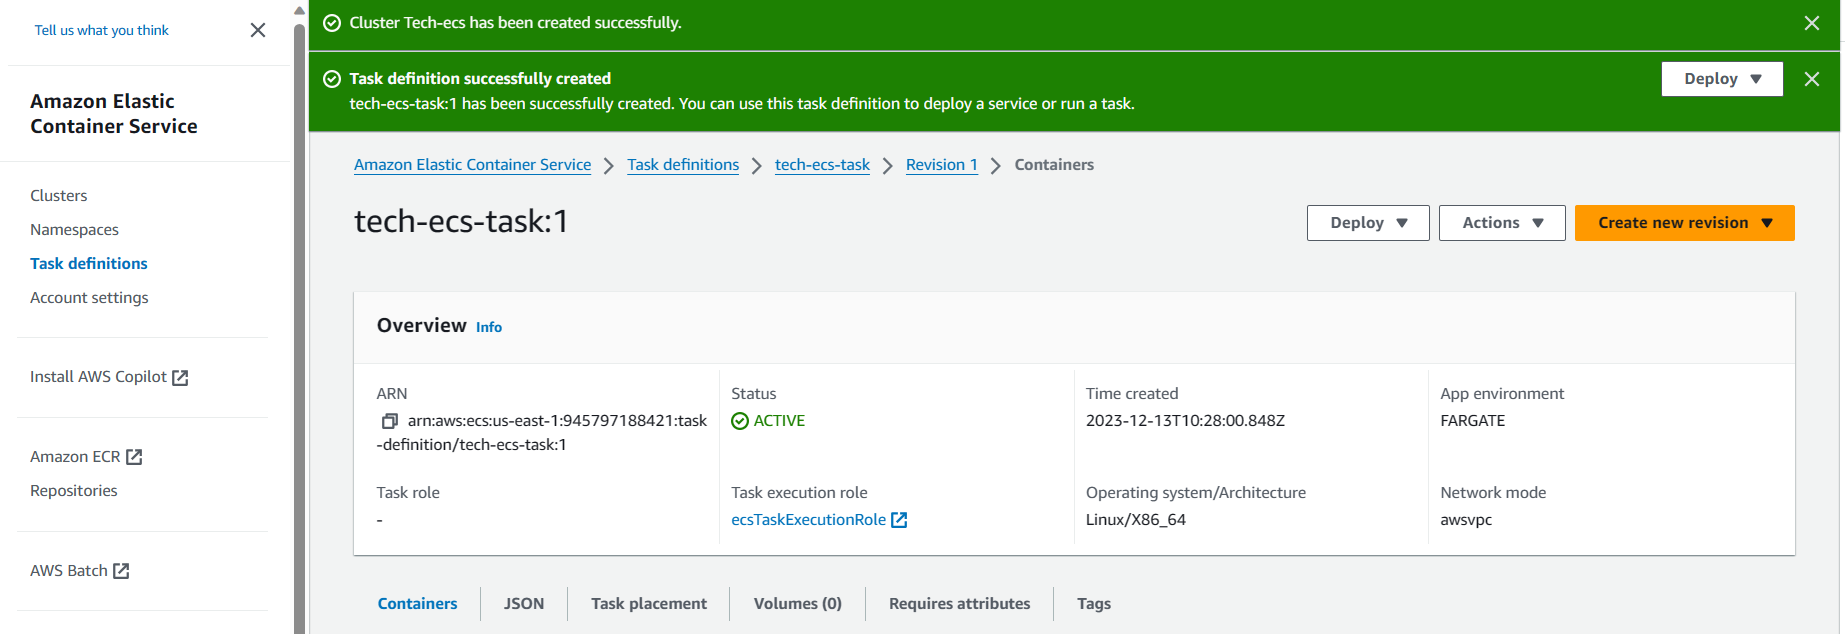 Tell us what you think
Amazon Elastic
Container Service
Clusters
Namespaces
Task definitions
Account settings
Install AWS Copilot
Amazon ECR
Repositories
AWS Batch
Cluster Tech-ecs has been created successfully.
Task definition successfully created
tech-ecs-task:1 has been successfully created. You can use this task definition to deploy a service or run a task.
Deploy
Amazon Elastic Container Service > Task definitions > tech-ecs-task > Revision 1 > Containers
tech-ecs-task:1
Deploy
Actions
Create new revision
Overview Info
ARN
arn:aws:ecs:us-east-1:945797188421:task
-definition/tech-ecs-task:1
Status
ACTIVE
Time created
2023-12-13T10:28:00.848Z
App environment
FARGATE
Task role
-
Task execution role
ecsTaskExecutionRole
Operating system/Architecture
Linux/X86_64
Network mode
awsvpc
Containers
JSON
Task placement
Volumes (0)
Requires attributes
Tags